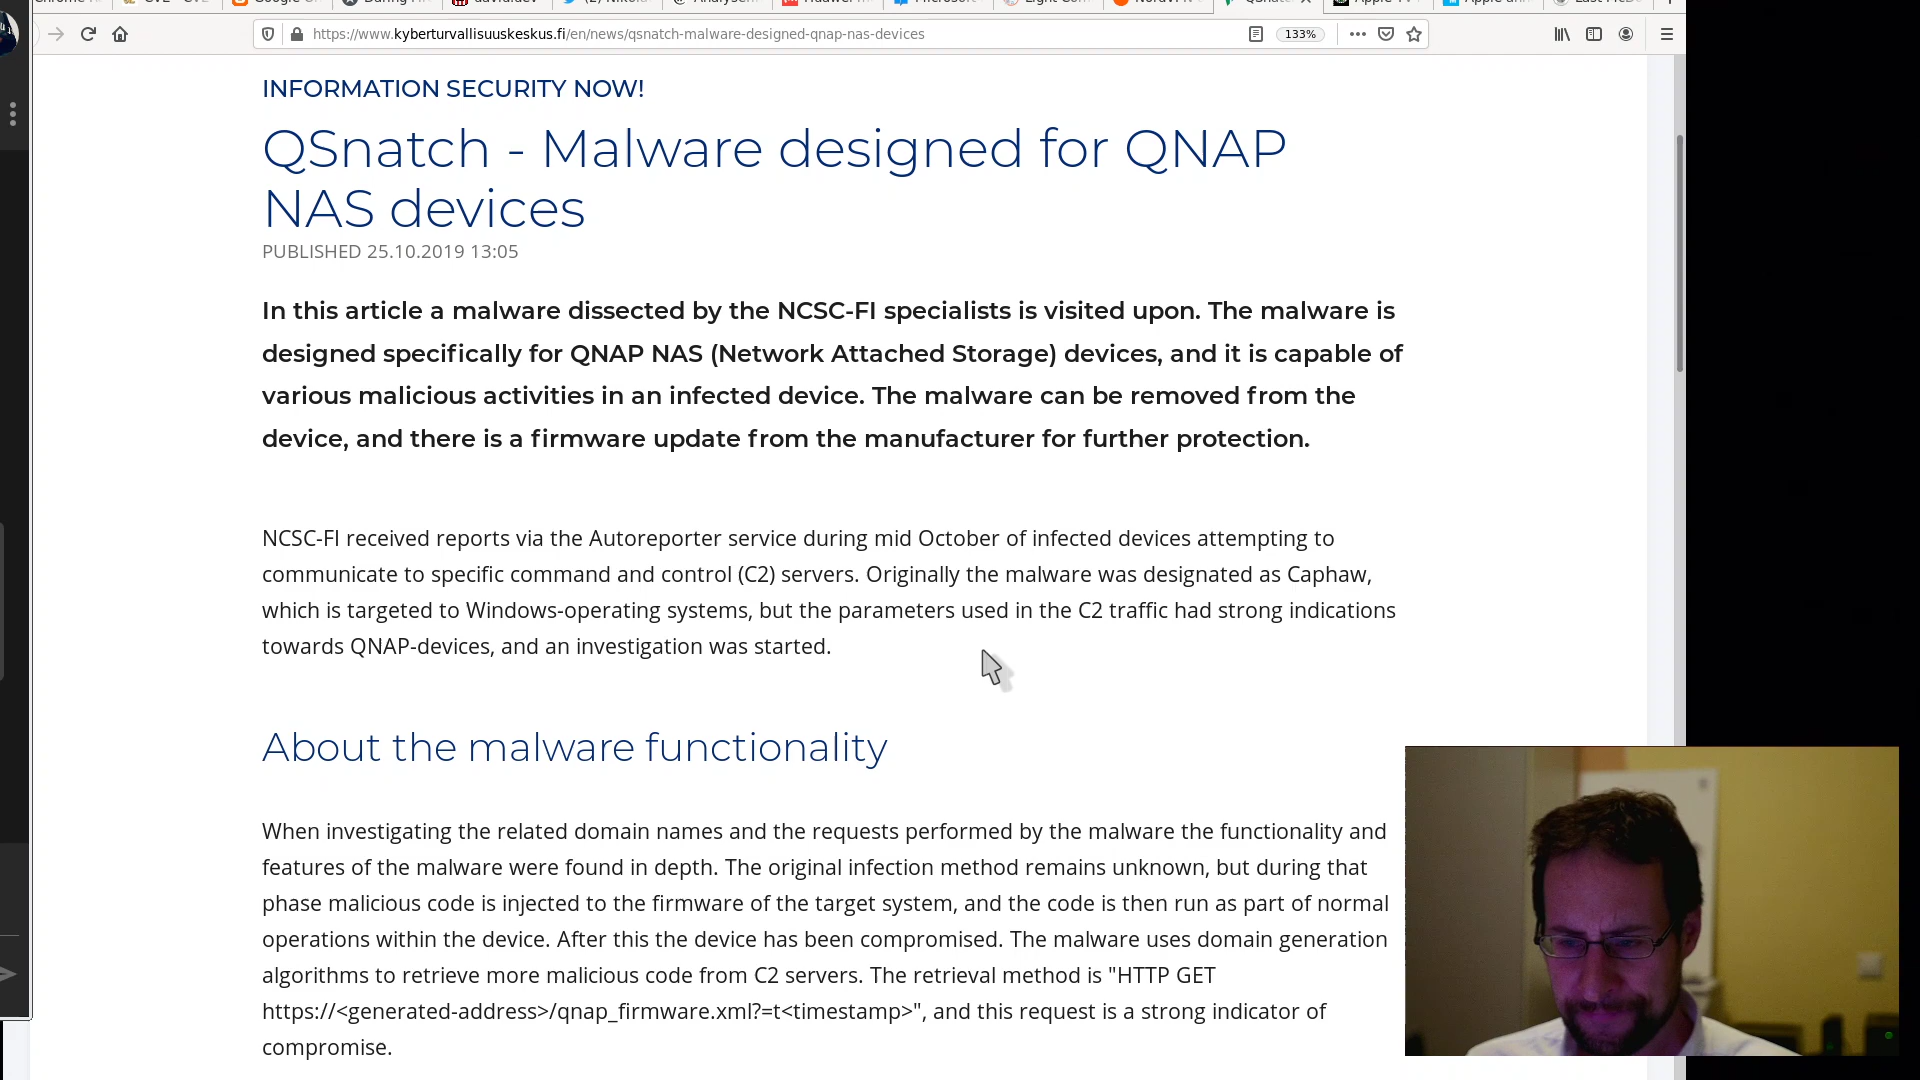 https://www.kyberturvallisuuskeskus.fi/en/news/qsnatch-malware-designed-qnap-nas-devices
133%
INFORMATION SECURITY NOW!
QSnatch - Malware designed for QNAP
NAS devices
PUBLISHED 25.10.2019 13:05
In this article a malware dissected by the NCSC-FI specialists is visited upon. The malware is
designed specifically for QNAP NAS (Network Attached Storage) devices, and it is capable of
various malicious activities in an infected device. The malware can be removed from the
device, and there is a firmware update from the manufacturer for further protection.
NCSC-FI received reports via the Autoreporter service during mid October of infected devices attempting to
communicate to specific command and control (C2) servers. Originally the malware was designated as Caphaw,
which is targeted to Windows-operating systems, but the parameters used in the C2 traffic had strong indications
towards QNAP-devices, and an investigation was started.
About the malware functionality
When investigating the related domain names and the requests performed by the malware the functionality and
features of the malware were found in depth. The original infection method remains unknown, but during that
phase malicious code is injected to the firmware of the target system, and the code is then run as part of normal
operations within the device. After this the device has been compromised. The malware uses domain generation
algorithms to retrieve more malicious code from C2 servers. The retrieval method is "HTTP GET
https://<generated-address>/qnap_firmware.xml?=t<timestamp>", and this request is a strong indicator of
compromise.